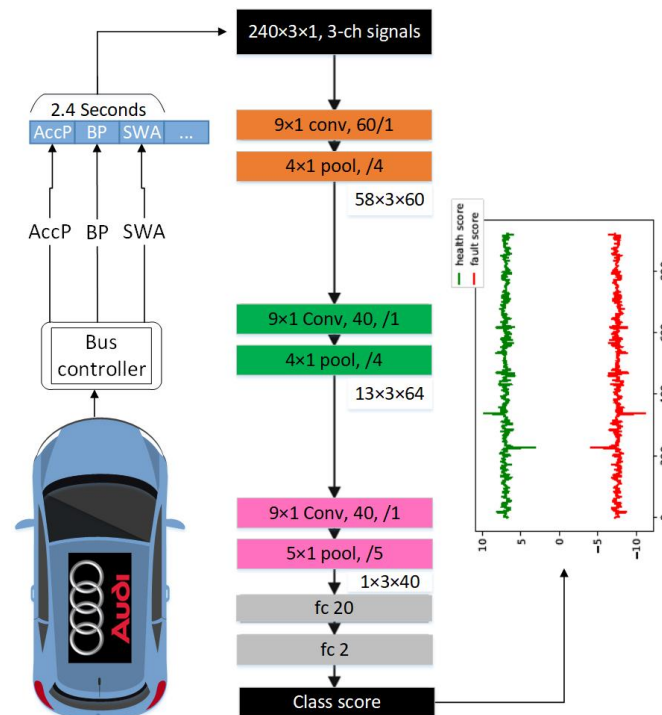 240×3×1, 3-ch signals
2.4 Seconds
AccP BP SWA ...
AccP BP SWA
Bus
controller
Audi
9×1 conv, 60/1
4×1 pool, /4
58×3×60
9×1 Conv, 40, /1
4×1 pool, /4
13×3×64
9×1 Conv, 40, /1
5×1 pool, /5
1×3×40
fc 20
fc 2
Class score
health score
fault score
10 5 0 -5 -10
0